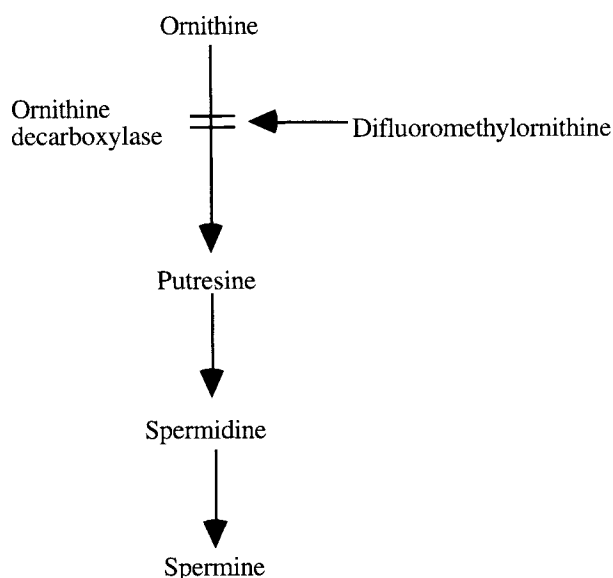 Ornithine
Ornithine
decarboxylase
Difluoromethylornithine
Putresine
Spermidine
Spermine